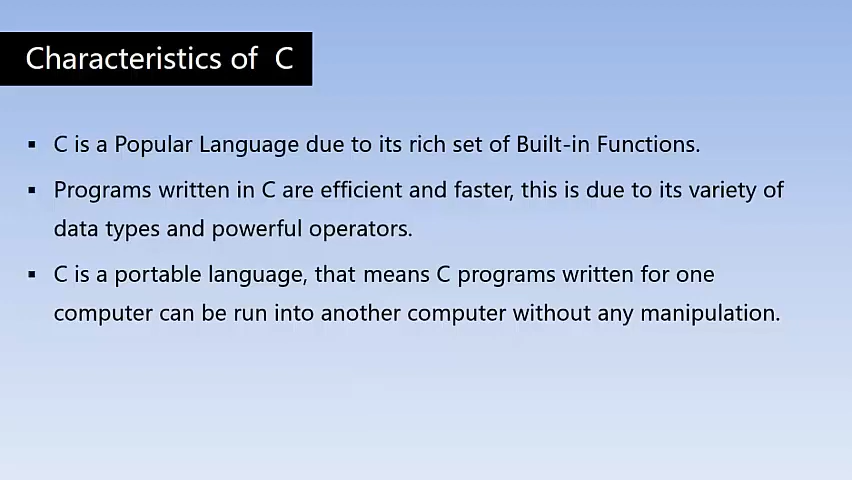 Characteristics of C
▪ C is a Popular Language due to its rich set of Built-in Functions.
▪ Programs written in C are efficient and faster, this is due to its variety of
data types and powerful operators.
▪ C is a portable language, that means C programs written for one
computer can be run into another computer without any manipulation.